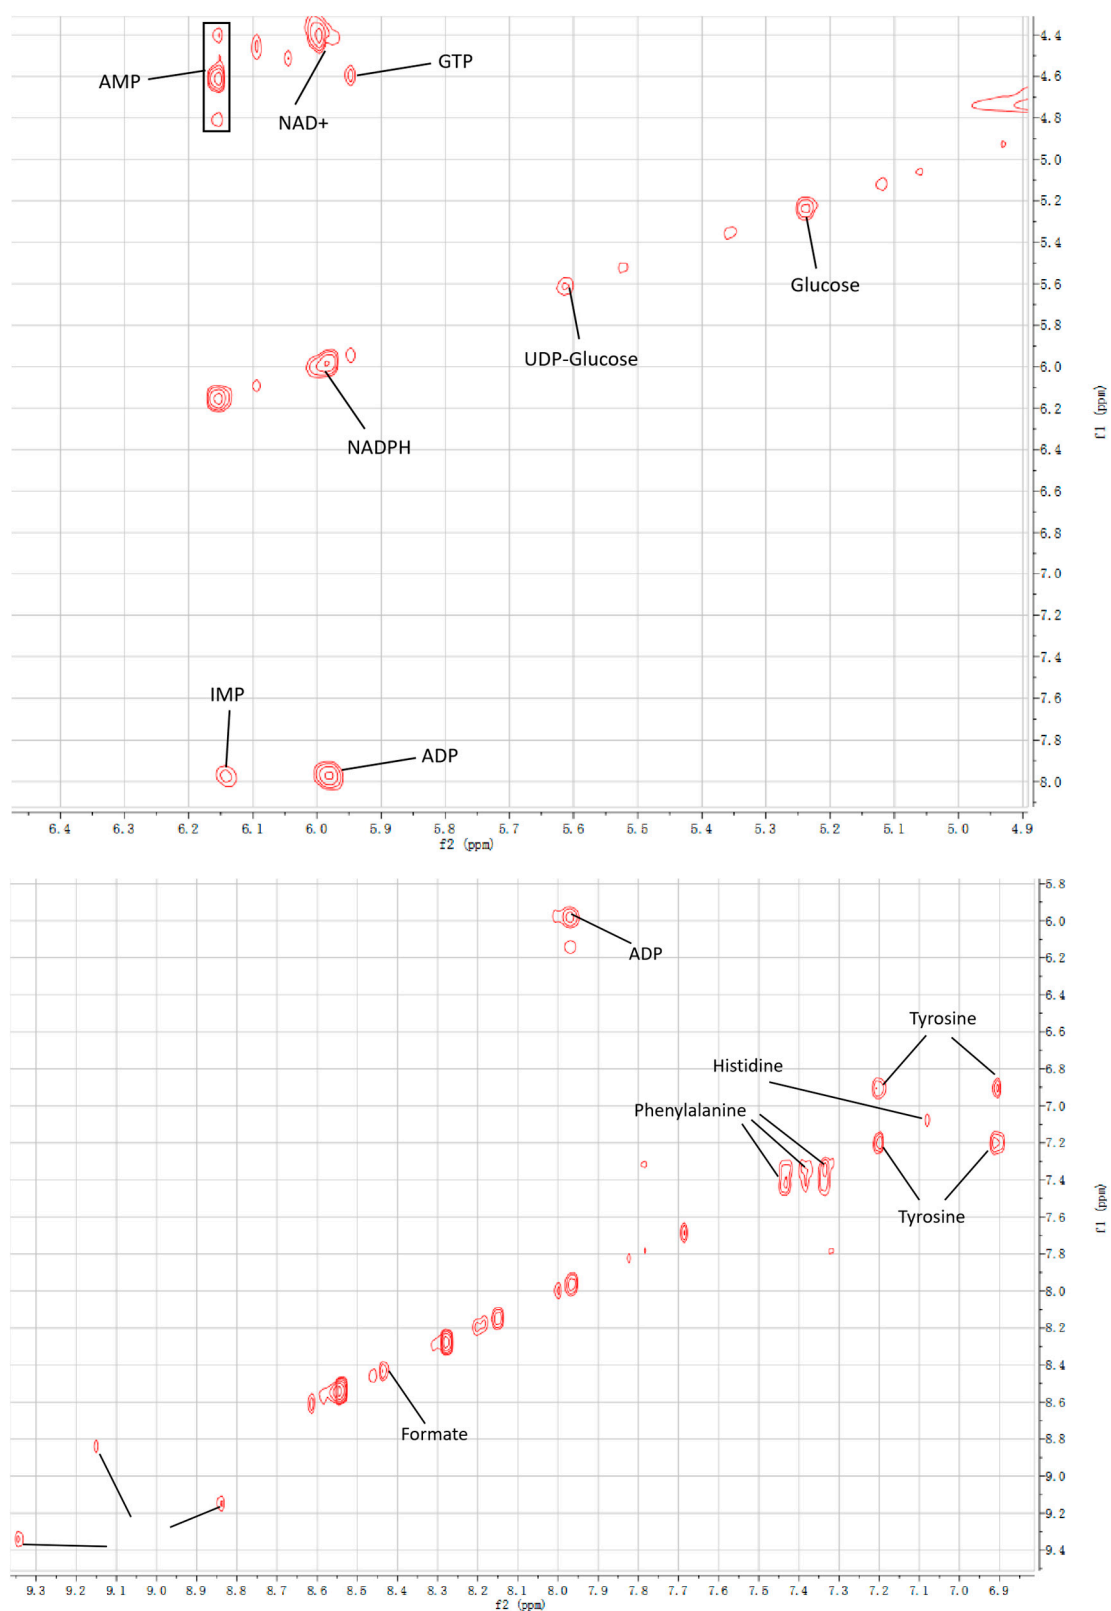 4.4
GTP
4.6
AMP
NAD+
4.8
5.0
5.2
5.4
Glucose
5.6
UDP-Glucose
5.8
6.0
6.2
f1 (ppm)
NADPH
6.4
6.6
6.8
7.0
7.2
7.4
IMP
7.6
ADP
7.8
8.0
6.4 6.3 6.2 6.1 6.0 5.9 5.8 5.7 5.6 5.5 5.4 5.3 5.2 5.1 5.0 4.9
f2 (ppm)
5.8
6.0
ADP
6.2
6.4
Tyrosine
6.6
Histidine
6.8
Phenylalanine
7.0
7.2
Tyrosine
f1 (ppm)
7.4
7.6
7.8
8.0
8.2
8.4
Formate
8.6
8.8
9.0
9.2
9.4
9.3 9.1 9.0 8.9 8.8 8.7 8.6 8.5 8.4 8.3 8.2 8.1 8.0 7.9 7.8 7.7 7.6 7.5 7.4 7.3 7.2 7.1 7.0 6.9
f2 (ppm)